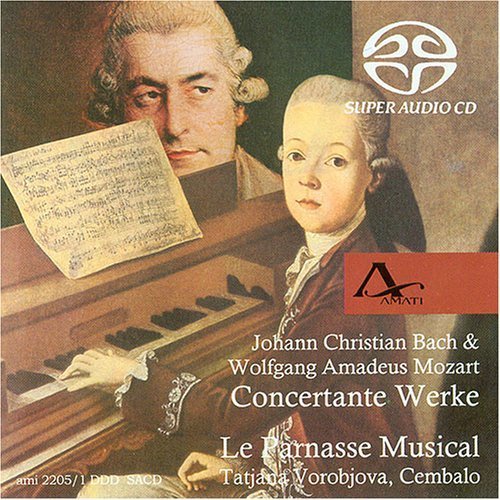 SUPER AUDIO CD
AMATI
Johann Christian Bach &
Wolfgang Amadeus Mozart
Concertante Werke
Le Parnasse Musical
Tatjana Vorobjova, Cembalo
ami 2205/1 DDD SACD